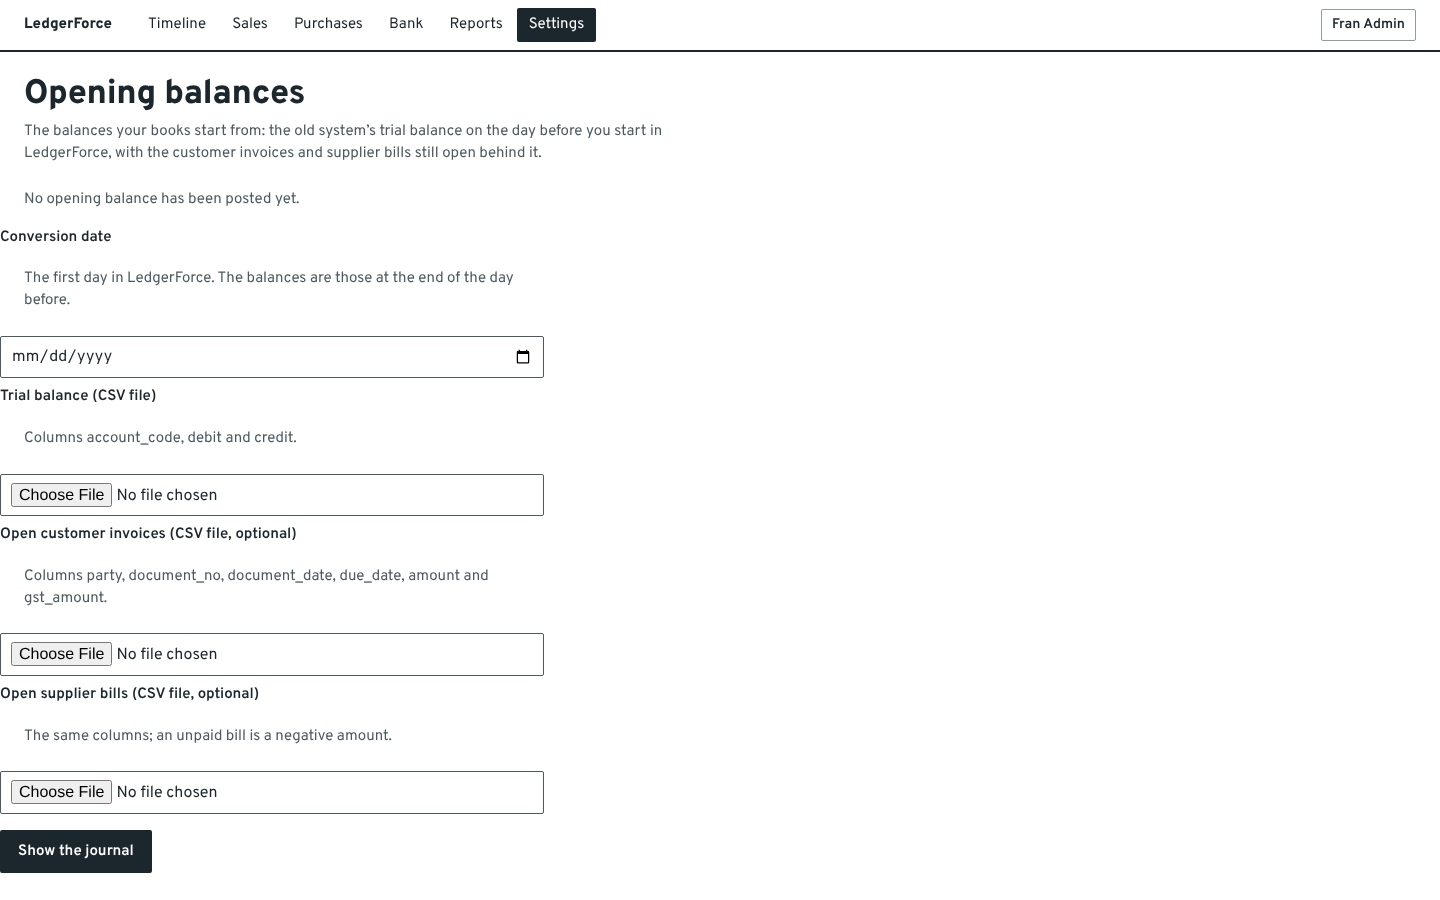 LedgerForce Timeline Sales Purchases Bank Reports Settings Fran Admin
Opening balances
The balances your books start from: the old system’s trial balance on the day before you start in
LedgerForce, with the customer invoices and supplier bills still open behind it.
No opening balance has been posted yet.
Conversion date
The first day in LedgerForce. The balances are those at the end of the day
before.
mm/dd/yyyy
Trial balance (CSV file)
Columns account_code, debit and credit.
Choose File No file chosen
Open customer invoices (CSV file, optional)
Columns party, document_no, document_date, due_date, amount and
gst_amount.
Choose File No file chosen
Open supplier bills (CSV file, optional)
The same columns; an unpaid bill is a negative amount.
Choose File No file chosen
Show the journal